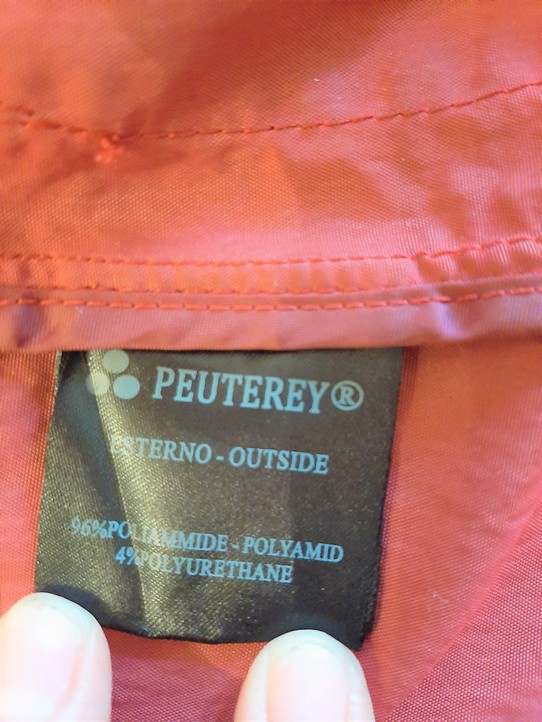 PEUTEREY®
ESTERNO - OUTSIDE
96%POLIAMMIDE - POLYAMID
4%POLYURETHANE